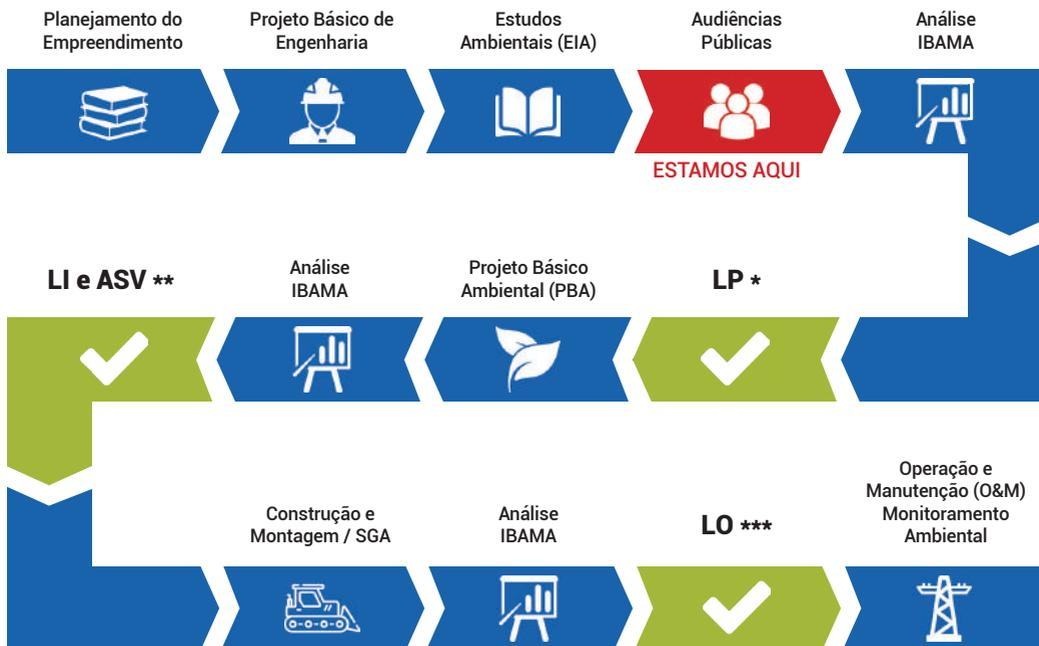 Planejamento do
Empreendimento
Projeto Básico de
Engenharia
Estudos
Ambientais (EIA)
Audiências
Públicas
Análise
IBAMA
ESTAMOS AQUI
LI e ASV **
Análise
IBAMA
Projeto Básico
Ambiental (PBA)
LP *
Construção e
Montagem / SGA
Análise
IBAMA
LO ***
Operação e
Manutenção (O&M)
Monitoramento
Ambiental